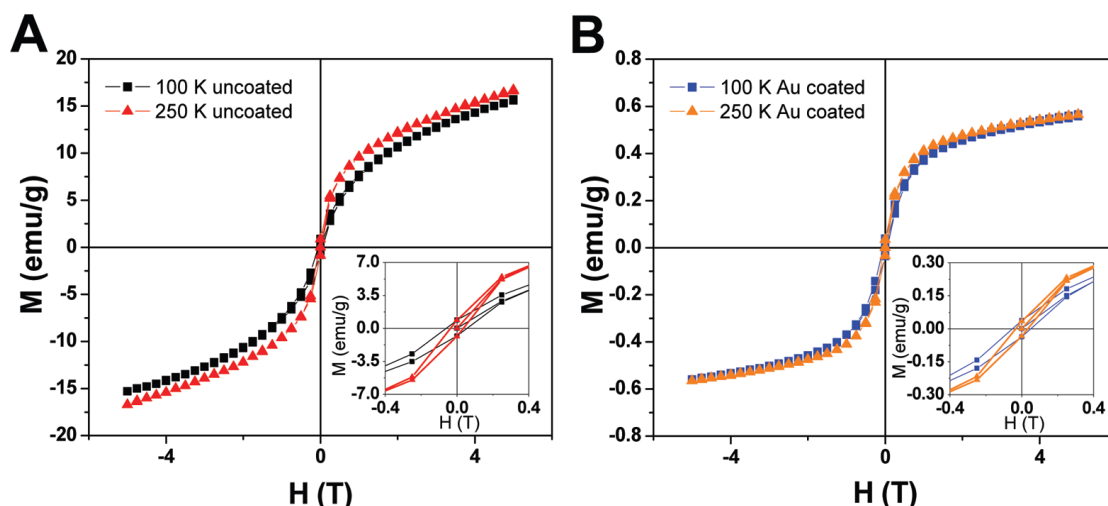 A
20
15
10
5
0
-5
-10
-15
-20
M (emu/g)
100 K uncoated
250 K uncoated
-4
0
4
H (T)
7.0
3.5
0.0
-3.5
-7.0
M (emu/g)
-0.4
0.0
0.4
H (T)
B
0.8
0.6
0.4
0.2
0.0
-0.2
-0.4
-0.6
-0.8
M (emu/g)
100 K Au coated
250 K Au coated
-4
0
4
H (T)
0.30
0.15
0.00
-0.15
-0.30
M (emu/g)
-0.4
0.0
0.4
H (T)